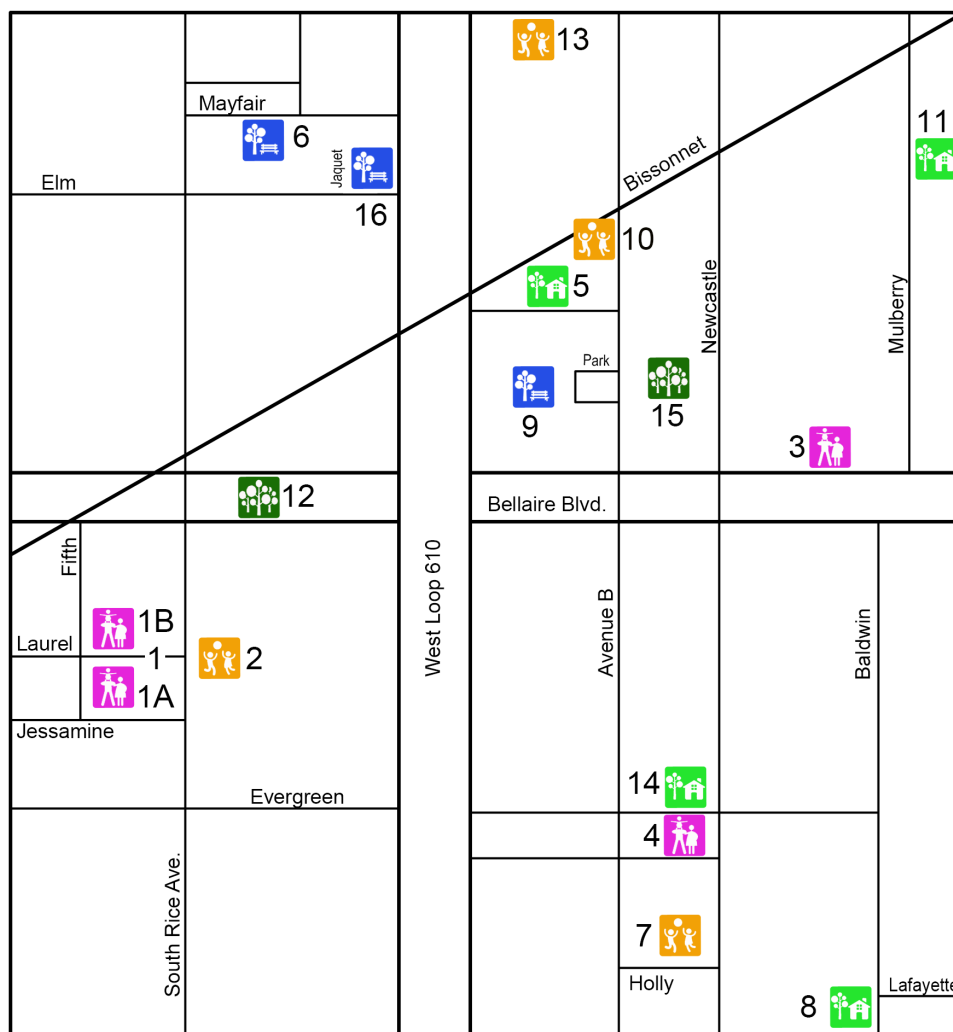 13
Mayfair
6
11
Bissonnet
Jaquet
Elm
16
10
5
Newcastle
Mulberry
Park
9
15
3
12
Bellaire Blvd.
Fifth
West Loop 610
Avenue B
Baldwin
1B
Laurel
1
2
1A
Jessamine
14
Evergreen
4
South Rice Ave.
7
Holly
Lafayette
8